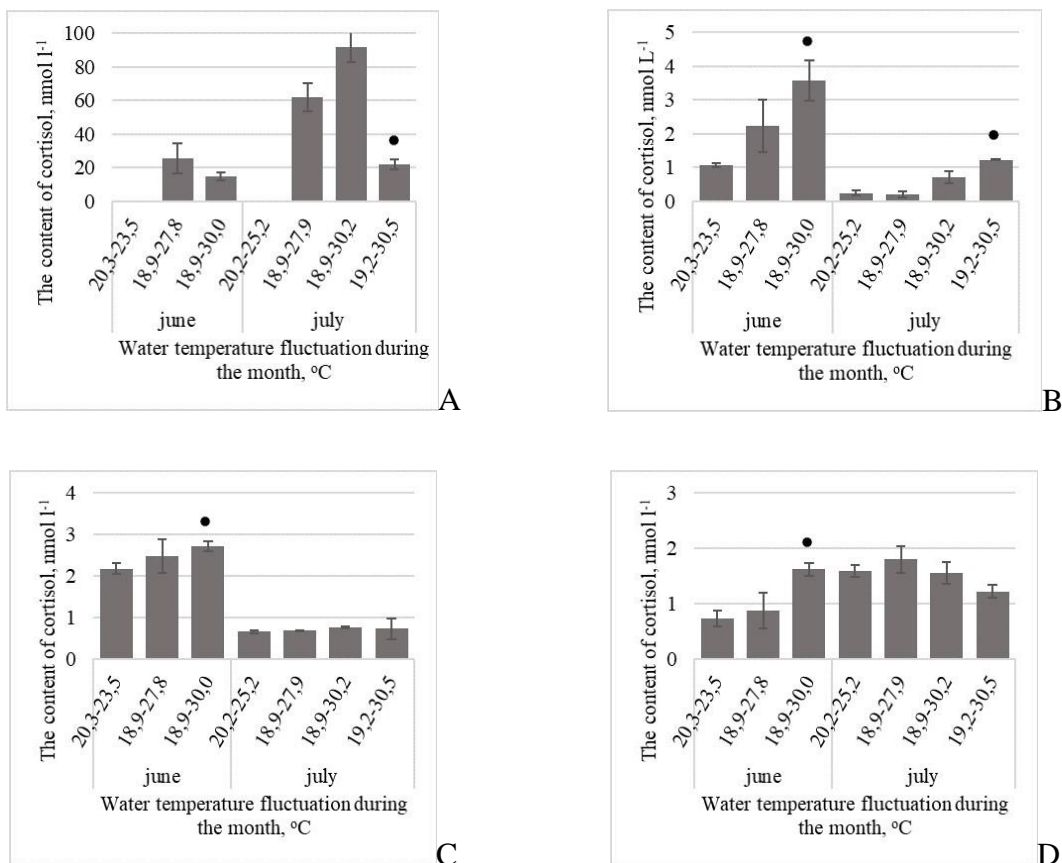 The content of cortisol, nmol l-1
100
80
60
40
20
0
20,3-23,5
18,9-27,8
18,9-30,0
20,2-25,2
18,9-27,9
18,9-30,2
19,2-30,5
june
july
Water temperature fluctuation during
the month, ºC
A
The content of cortisol, nmol L-1
5
4
3
2
1
0
20,3-23,5
18,9-27,8
18,9-30,0
20,2-25,2
18,9-27,9
18,9-30,2
19,2-30,5
june
july
Water temperature fluctuation during
the month, ºC
B
The content of cortisol, nmol l-1
4
3
2
1
0
20,3-23,5
18,9-27,8
18,9-30,0
20,2-25,2
18,9-27,9
18,9-30,2
19,2-30,5
june
july
Water temperature fluctuation during
the month, ºC
C
The content of cortisol, nmol l-1
3
2
1
0
20,3-23,5
18,9-27,8
18,9-30,0
20,2-25,2
18,9-27,9
18,9-30,2
19,2-30,5
june
july
Water temperature fluctuation during
the month, ºC
D